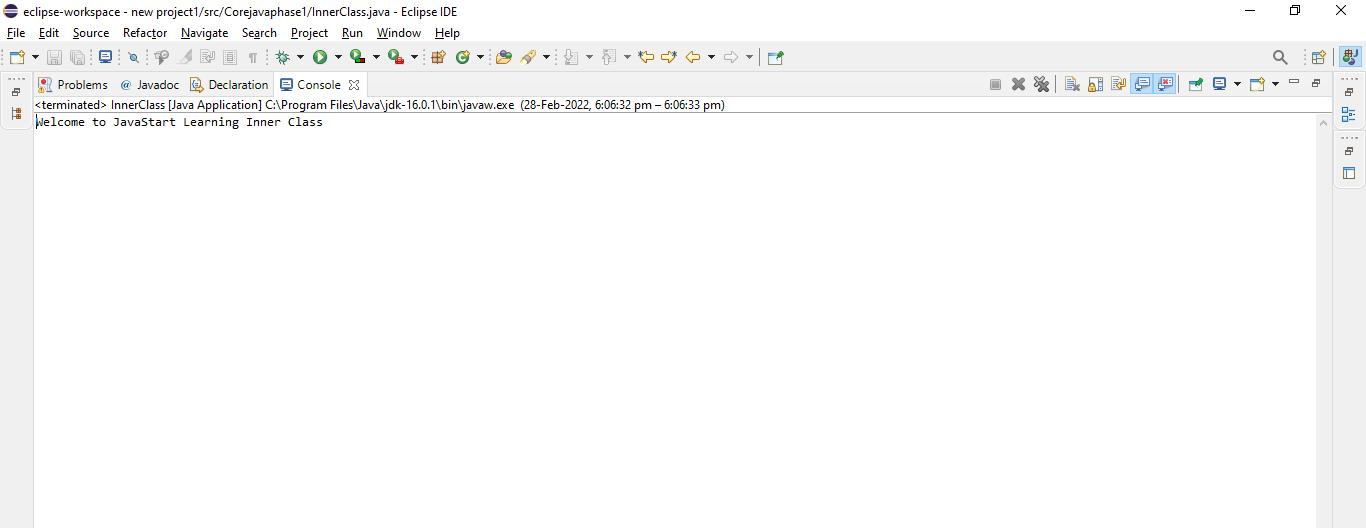 eclipse-workspace - new project1/src/Corejavaphase1/InnerClass.java - Eclipse IDE
File Edit Source Refactor Navigate Search Project Run Window Help
Problems @ Javadoc Declaration Console
<terminated> InnerClass [Java Application] C:\Program Files\Java\jdk-16.0.1\bin\javaw.exe (28-Feb-2022, 6:06:32 pm – 6:06:33 pm)
Welcome to JavaStart Learning Inner Class